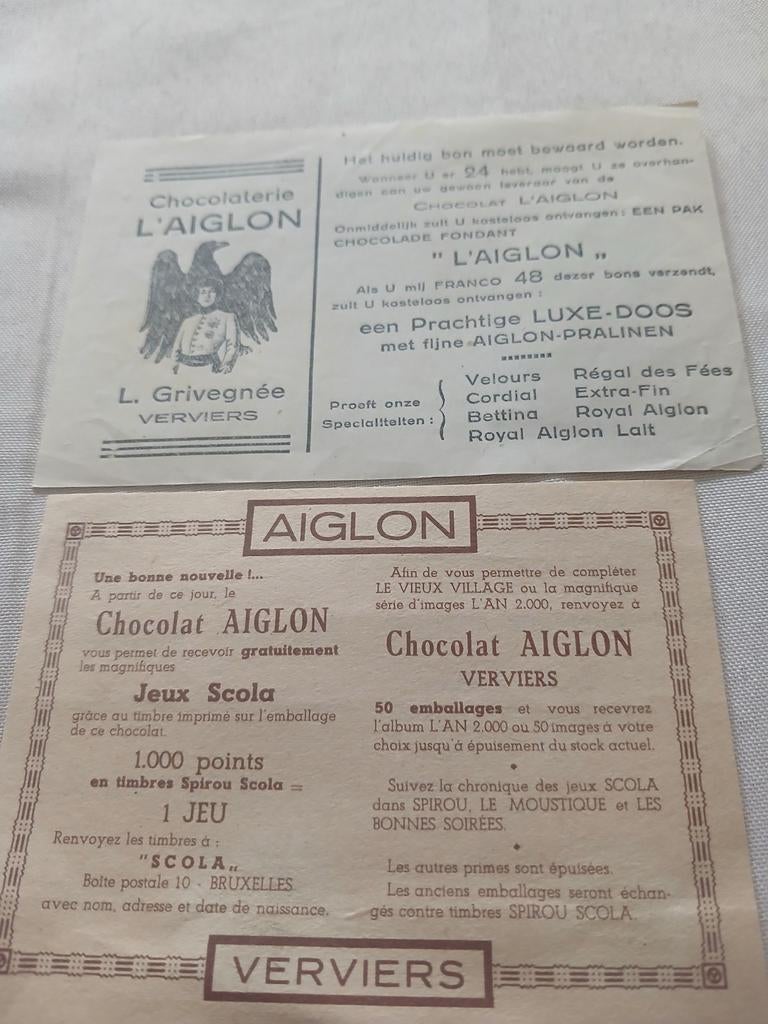 Chocolaterie
L'AIGLON
L. Grivegnée
VERVIERS
Het huldig bon moet bewaard worden.
Wanneer U er 24 hebt, moogt U ze overhan-
digen aan uw gewoon leveraar van de
CHOCOLAT L'AIGLON
Onmiddelijk zult U kosteloos ontvangen : EEN PAK
CHOCOLADE FONDANT
" L'AIGLON „
Als U mij FRANCO 48 dezer bons verzendt,
zult U kosteloos ontvangen :
een Prachtige LUXE-DOOS
met fijne AIGLON-PRALINEN
Proeft onze
Specialiteiten :
Velours Régal des Fées
Cordial Extra-Fin
Bettina Royal Aiglon
Royal Aiglon Lait
AIGLON
Une bonne nouvelle !...
A partir de ce jour, le
Chocolat AIGLON
vous permet de recevoir gratuitement
les magnifiques
Jeux Scola
grâce au timbre imprimé sur l'emballage
de ce chocolat.
1.000 points
en timbres Spirou Scola =
1 JEU
Renvoyez les timbres à :
"SCOLA„
Boîte postale 10 - BRUXELLES
avec nom, adresse et date de naissance.
Afin de vous permettre de compléter
LE VIEUX VILLAGE ou la magnifique
série d'images L'AN 2.000, renvoyez à
Chocolat AIGLON
VERVIERS
50 emballages et vous recevrez
l'album L'AN 2.000 ou 50 images à votre
choix jusqu'à épuisement du stock actuel.
Suivez la chronique des jeux SCOLA
dans SPIROU, LE MOUSTIQUE et LES
BONNES SOIRÉES.
Les autres primes sont épuisées.
Les anciens emballages seront échan-
gés contre timbres SPIROU SCOLA.
VERVIERS